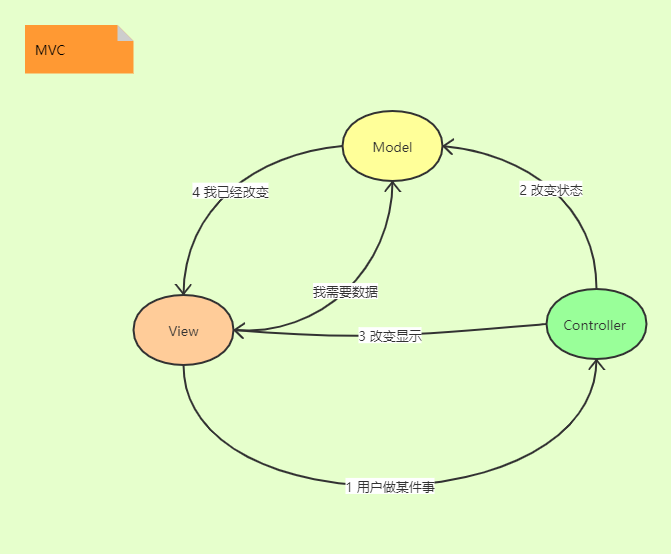 MVC
Model
4 我已经改变
2 改变状态
我需要数据
View
Controller
3 改变显示
1 用户做某件事